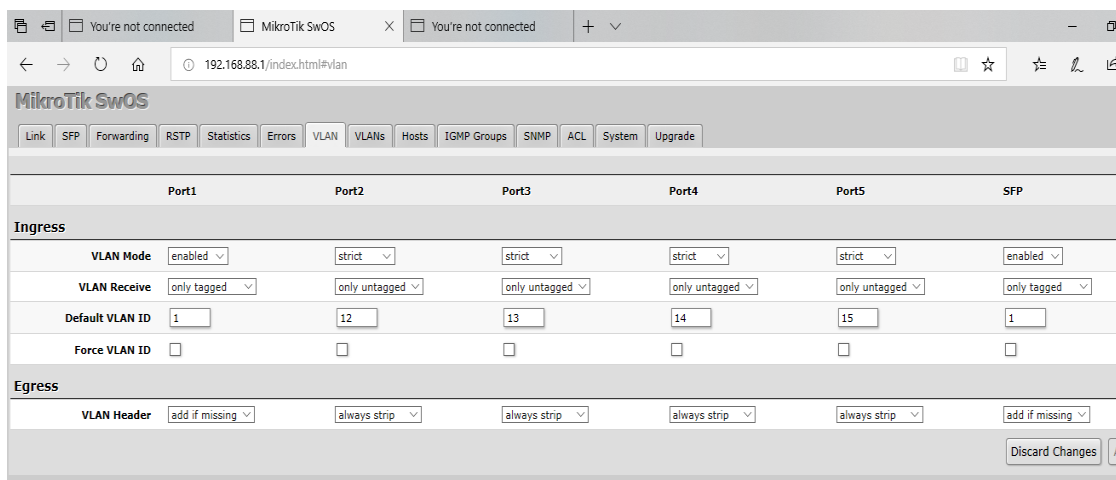 You're not connected MikroTik SwOS You're not connected
192.168.88.1/index.html#vlan
MikroTik SwOS
Link SFP Forwarding RSTP Statistics Errors VLAN VLANs Hosts IGMP Groups SNMP ACL System Upgrade
Port1 Port2 Port3 Port4 Port5 SFP
Ingress
VLAN Mode enabled strict strict strict strict enabled
VLAN Receive only tagged only untagged only untagged only untagged only untagged only tagged
Default VLAN ID 1 12 13 14 15 1
Force VLAN ID
Egress
VLAN Header add if missing always strip always strip always strip always strip add if missing
Discard Changes